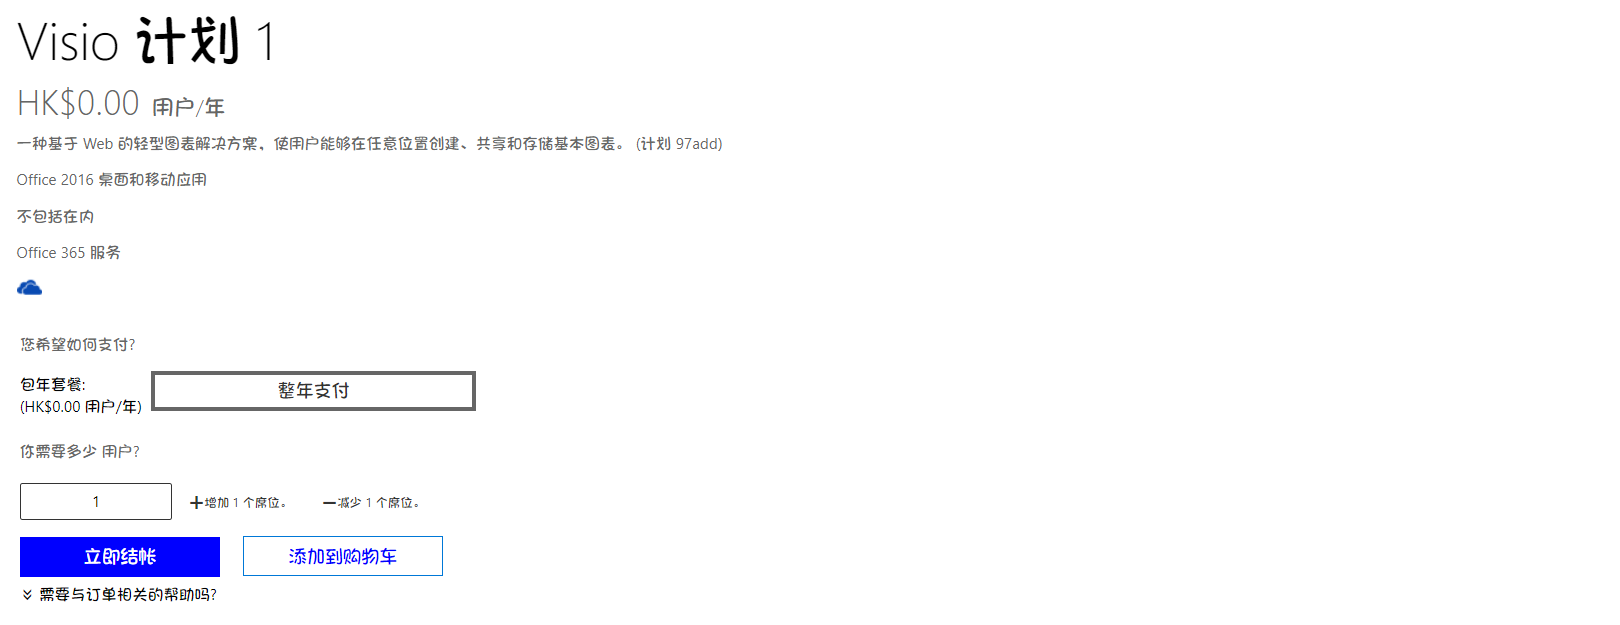 Visio 计划 1
HK$0.00 用户/年
一种基于 Web 的轻型图表解决方案，使用户能够在任意位置创建、共享和存储基本图表。 (计划 97add)
Office 2016 桌面和移动应用
不包括在内
Office 365 服务
您希望如何支付?
包年套餐:
(HK$0.00 用户/年)
整年支付
你需要多少 用户?
1 增加 1 个席位。 减少 1 个席位。
立即结帐 添加到购物车
需要与订单相关的帮助吗?